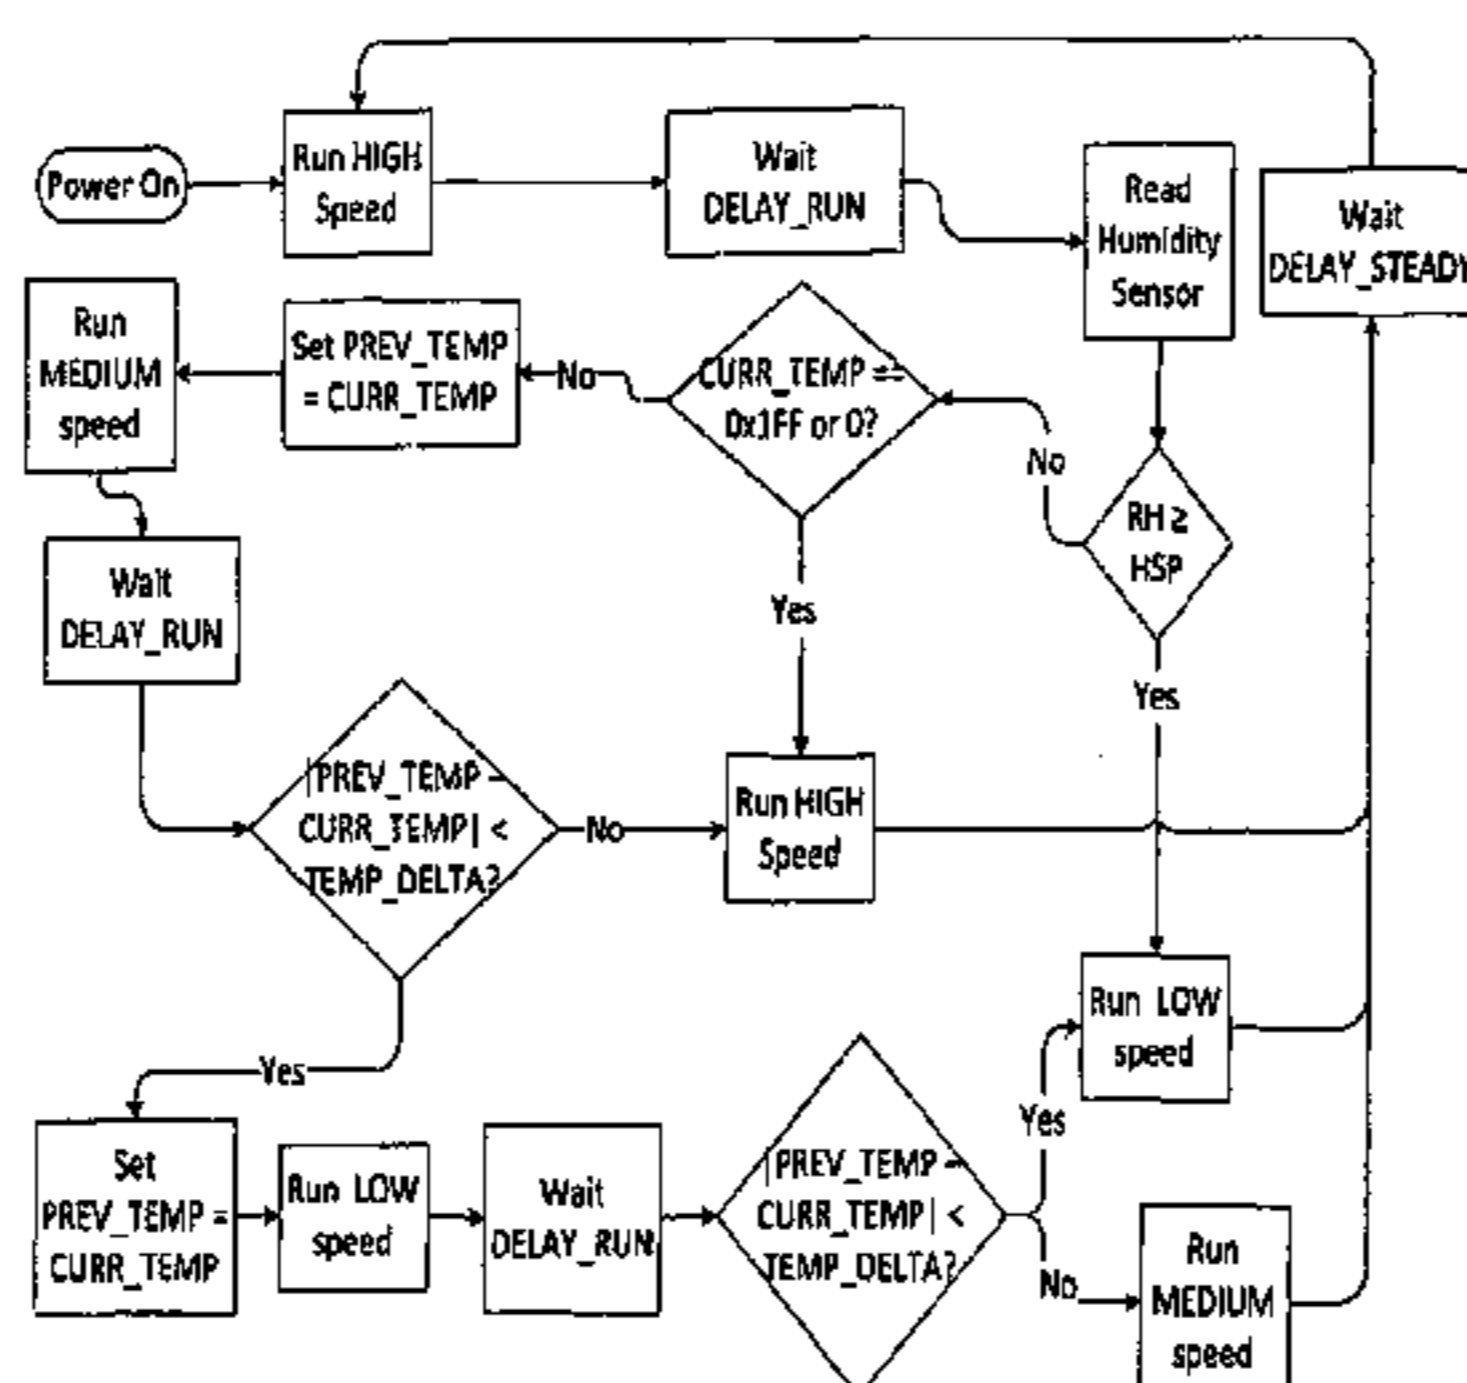 Power On
Run HIGH
Speed
Wait
DELAY_RUN
Read
Humidity
Sensor
Wait
DELAY_STEADY
Run
MEDIUM
speed
Set PREV_TEMP
= CURR_TEMP
No
CURR_TEMP ==
0x1FF or 0?
No
RH ≥
HSP
Wait
DELAY_RUN
Yes
Yes
|PREV_TEMP -
CURR_TEMP| <
TEMP_DELTA?
No
Run HIGH
Speed
Yes
Run LOW
speed
Set
PREV_TEMP =
CURR_TEMP
Run LOW
speed
Wait
DELAY_RUN
|PREV_TEMP -
CURR_TEMP| <
TEMP_DELTA?
Yes
No
Run
MEDIUM
speed